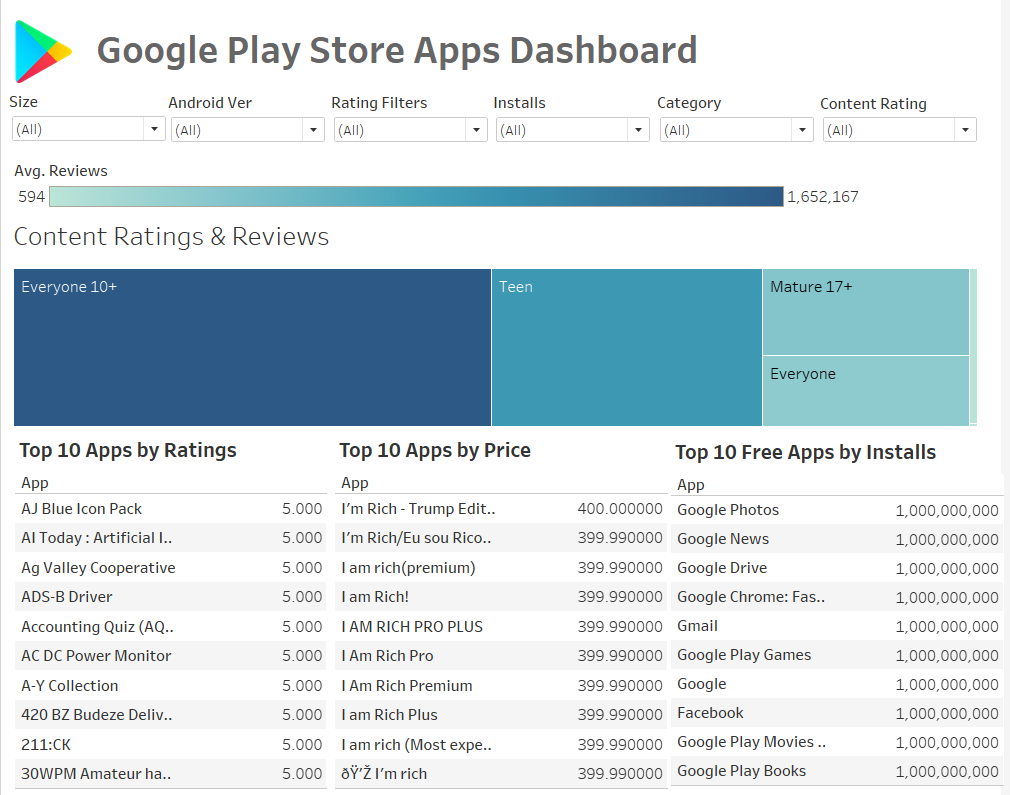 Google Play Store Apps Dashboard
Size Android Ver Rating Filters Installs Category Content Rating
(All) (All) (All) (All) (All) (All)
Avg. Reviews
594 1,652,167
Content Ratings & Reviews
Everyone 10+ Teen Mature 17+
Everyone
Top 10 Apps by Ratings
App
AJ Blue Icon Pack 5.000
AI Today : Artificial I.. 5.000
Ag Valley Cooperative 5.000
ADS-B Driver 5.000
Accounting Quiz (AQ.. 5.000
AC DC Power Monitor 5.000
A-Y Collection 5.000
420 BZ Budeze Deliv.. 5.000
211:CK 5.000
30WPM Amateur ha.. 5.000
Top 10 Apps by Price
App
I'm Rich - Trump Edit.. 400.000000
I'm Rich/Eu sou Rico.. 399.990000
I am rich(premium) 399.990000
I am Rich! 399.990000
I AM RICH PRO PLUS 399.990000
I Am Rich Pro 399.990000
I Am Rich Premium 399.990000
I am Rich Plus 399.990000
I am rich (Most expe.. 399.990000
ðŸ’Ž I'm rich 399.990000
Top 10 Free Apps by Installs
App
Google Photos 1,000,000,000
Google News 1,000,000,000
Google Drive 1,000,000,000
Google Chrome: Fas.. 1,000,000,000
Gmail 1,000,000,000
Google Play Games 1,000,000,000
Google 1,000,000,000
Facebook 1,000,000,000
Google Play Movies .. 1,000,000,000
Google Play Books 1,000,000,000